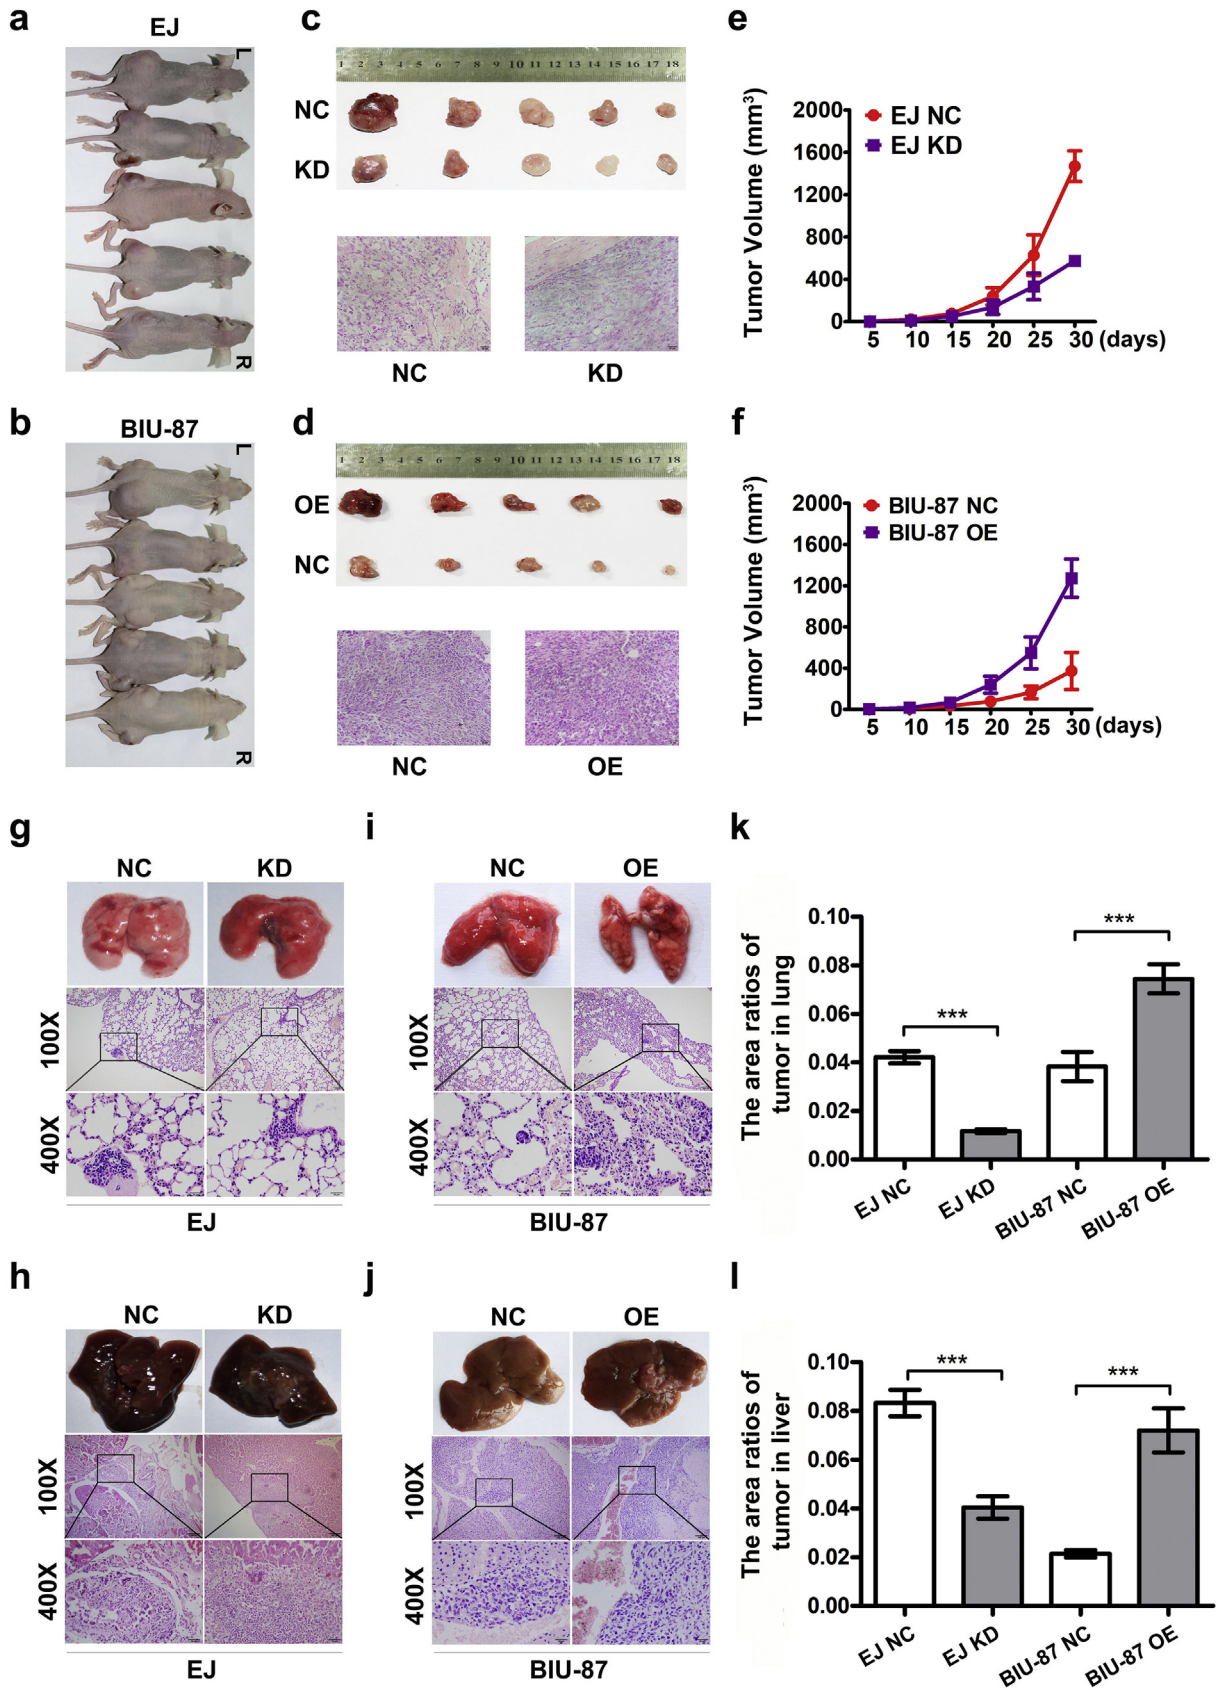 a
EJ
L
R
b
BIU-87
L
R
c
1 2 3 4 5 6 7 8 9 10 11 12 13 14 15 16 17 18
NC
KD
NC KD
d
1 2 3 4 5 6 7 8 9 10 11 12 13 14 15 16 17 18
OE
NC
NC OE
e
Tumor Volume (mm³)
2000
1600
1200
800
400
0
EJ NC
EJ KD
5 10 15 20 25 30 (days)
f
Tumor Volume (mm³)
2000
1600
1200
800
400
0
BIU-87 NC
BIU-87 OE
5 10 15 20 25 30 (days)
g
NC KD
100X
400X
EJ
i
NC OE
100X
400X
BIU-87
k
The area ratios of
tumor in lung
0.10
0.08
0.06
0.04
0.02
0.00
***
***
EJ NC
EJ KD
BIU-87 NC
BIU-87 OE
h
NC KD
100X
400X
EJ
j
NC OE
100X
400X
BIU-87
l
The area ratios of
tumor in liver
0.10
0.08
0.06
0.04
0.02
0.00
***
***
EJ NC
EJ KD
BIU-87 NC
BIU-87 OE